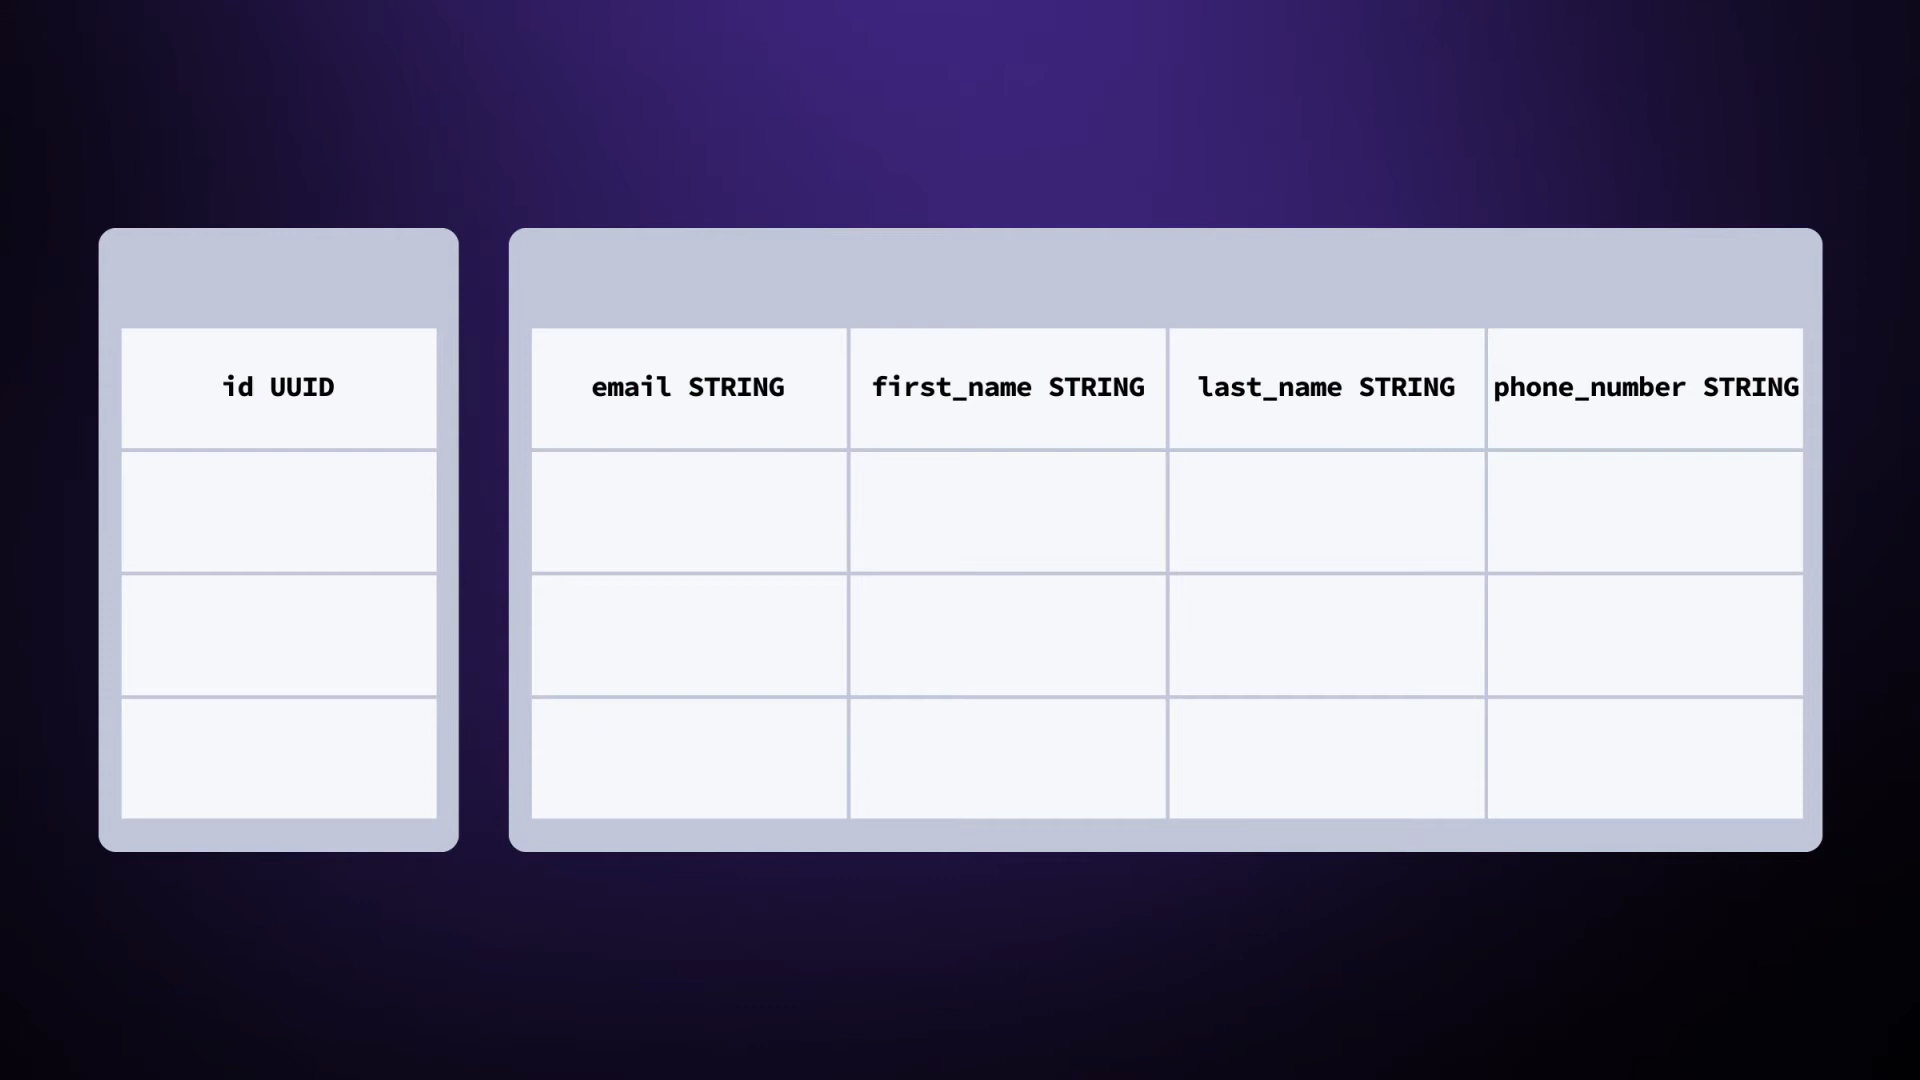 id UUID
email STRING
first_name STRING
last_name STRING
phone_number STRING